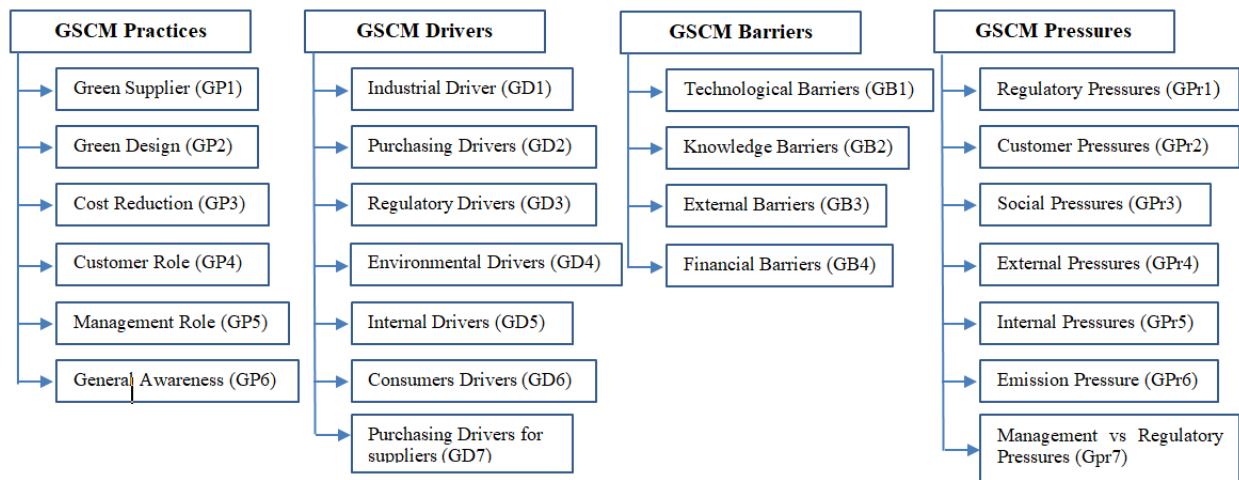 GSCM Practices
Green Supplier (GP1)
Green Design (GP2)
Cost Reduction (GP3)
Customer Role (GP4)
Management Role (GP5)
General Awareness (GP6)
GSCM Drivers
Industrial Driver (GD1)
Purchasing Drivers (GD2)
Regulatory Drivers (GD3)
Environmental Drivers (GD4)
Internal Drivers (GD5)
Consumers Drivers (GD6)
Purchasing Drivers for
suppliers (GD7)
GSCM Barriers
Technological Barriers (GB1)
Knowledge Barriers (GB2)
External Barriers (GB3)
Financial Barriers (GB4)
GSCM Pressures
Regulatory Pressures (GPr1)
Customer Pressures (GPr2)
Social Pressures (GPr3)
External Pressures (GPr4)
Internal Pressures (GPr5)
Emission Pressure (GPr6)
Management vs Regulatory
Pressures (Gpr7)